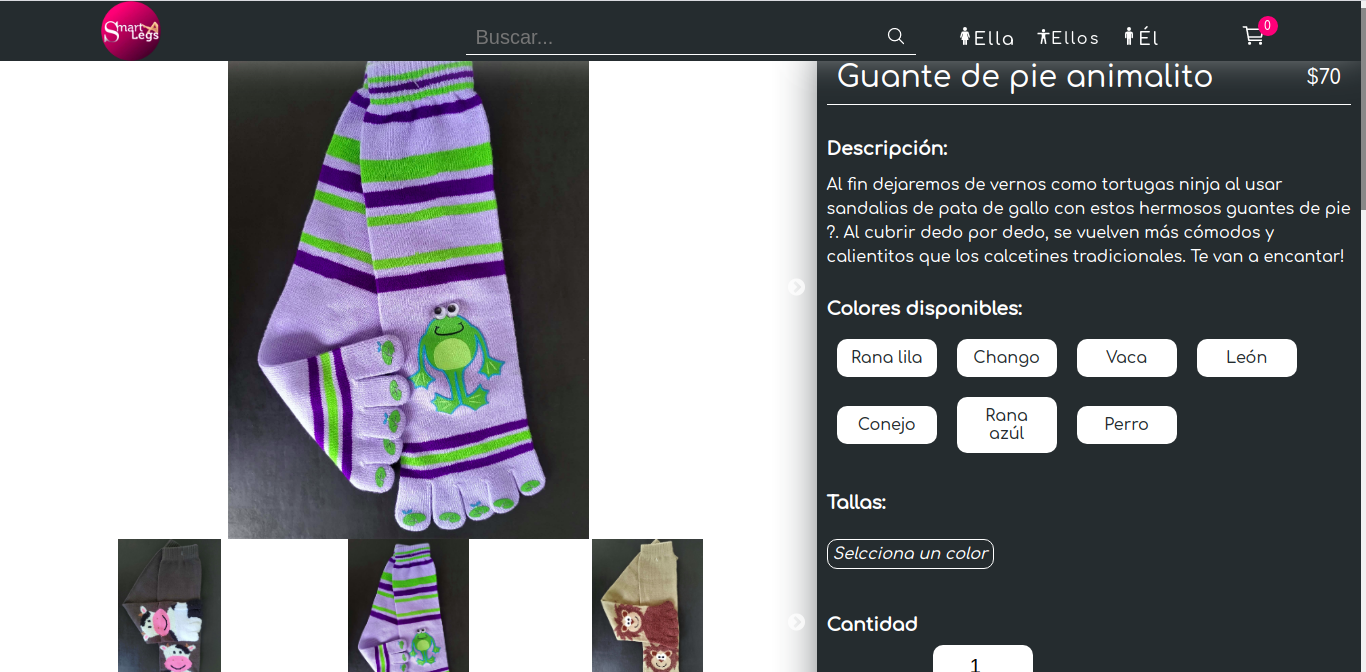 Smart
Legs
Buscar...
Ella
Ellos
Él
0
Guante de pie animalito
$70
Descripción:
Al fin dejaremos de vernos como tortugas ninja al usar
sandalias de pata de gallo con estos hermosos guantes de pie
?. Al cubrir dedo por dedo, se vuelven más cómodos y
calientitos que los calcetines tradicionales. Te van a encantar!
Colores disponibles:
Rana lila
Chango
Vaca
León
Conejo
Rana
azúl
Perro
Tallas:
Selcciona un color
Cantidad
1